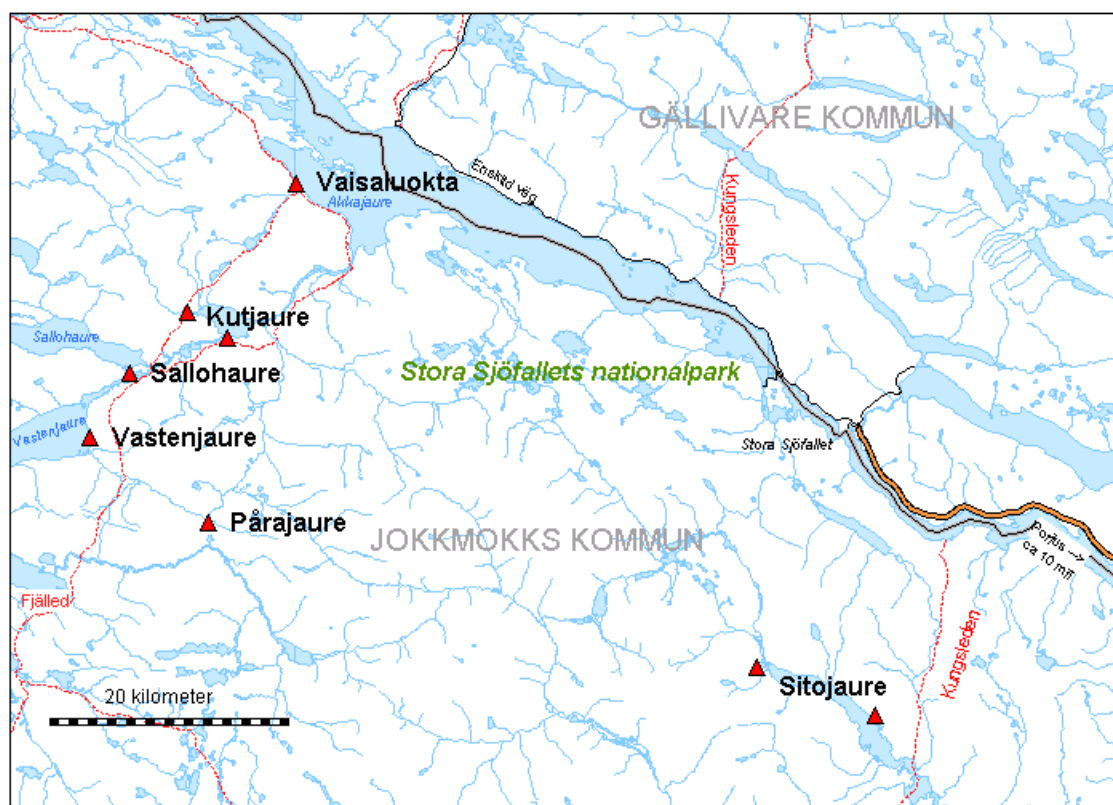 GÄLLIVARE KOMMUN
Enskild väg
Vaisaluokta
Akkajaure
Kungsleden
Kutjaure
Sallohaure
Sallohaure
Stora Sjöfallets nationalpark
Vastenjaure
Vastenjaure
Stora Sjöfallet
Pårajaure
JOKKMOKKS KOMMUN
Porjus -->
ca 10 mil
Fjälled
Kungsleden
Sitojaure
20 kilometer